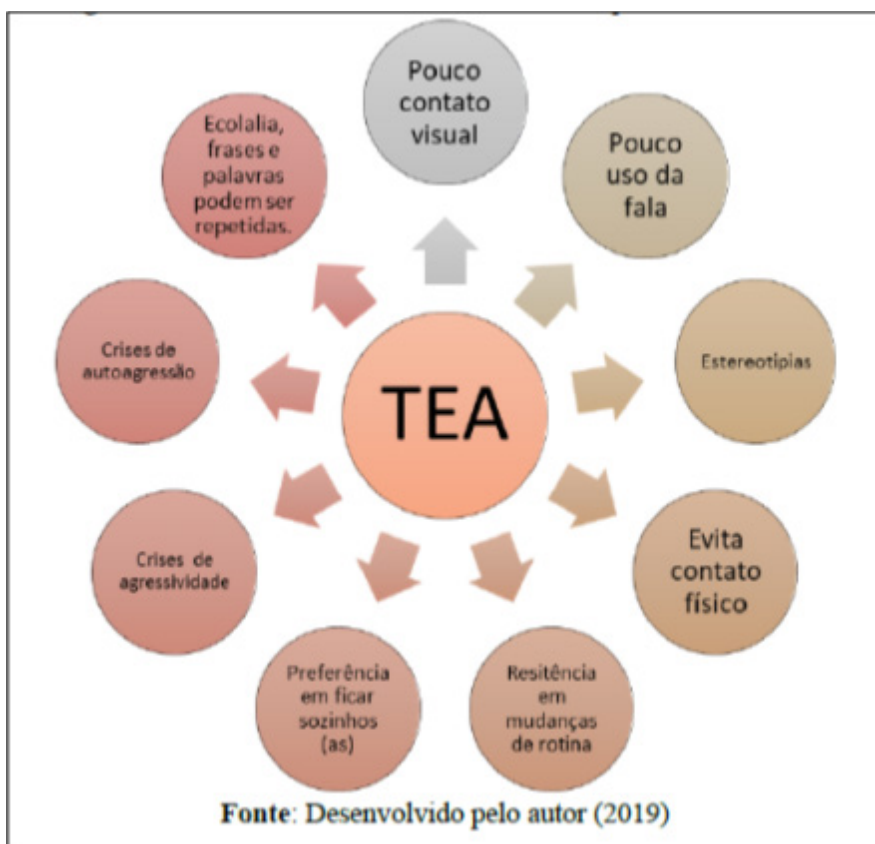 Pouco
contato
visual
Pouco
uso da
fala
Estereotipias
Evita
contato
físico
Resitência
em
mudanças
de rotina
Preferência
em ficar
sozinhos
(as)
Crises de
agressividade
Crises de
autoagressão
Ecolalia,
frases e
palavras
podem ser
repetidas.
TEA
Fonte: Desenvolvido pelo autor (2019)